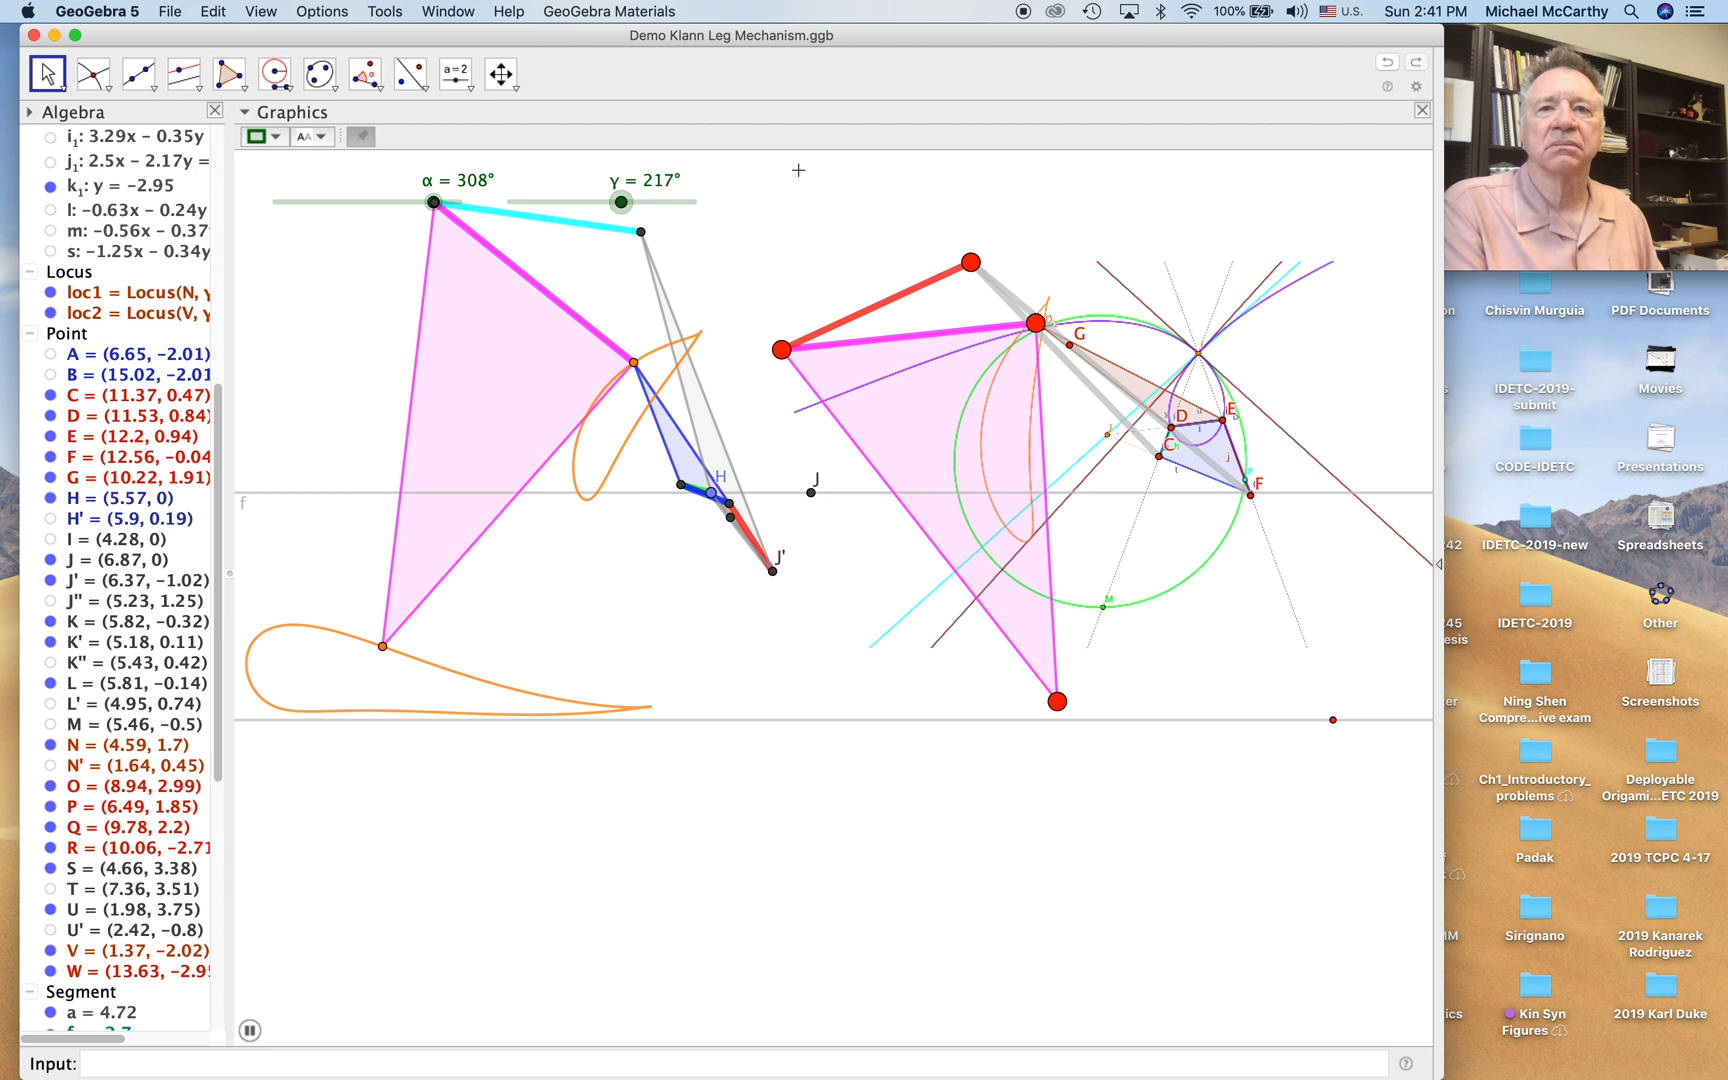 GeoGebra 5 File Edit View Options Tools Window Help GeoGebra Materials 100% U.S. Sun 2:41 PM Michael McCarthy
Demo Klann Leg Mechanism.ggb
a=2
Algebra
Graphics
AA
i1: 3.29x − 0.35y
j1: 2.5x − 2.17y =
k1: y = −2.95
l: −0.63x − 0.24y
m: −0.56x − 0.37
s: −1.25x − 0.34y
Locus
loc1 = Locus(N, γ
loc2 = Locus(V, γ
Point
A = (6.65, −2.01)
B = (15.02, −2.01
C = (11.37, 0.47)
D = (11.53, 0.84)
E = (12.2, 0.94)
F = (12.56, −0.04
G = (10.22, 1.91)
H = (5.57, 0)
H' = (5.9, 0.19)
I = (4.28, 0)
J = (6.87, 0)
J' = (6.37, −1.02)
J'' = (5.23, 1.25)
K = (5.82, −0.32)
K' = (5.18, 0.11)
K'' = (5.43, 0.42)
L = (5.81, −0.14)
L' = (4.95, 0.74)
M = (5.46, −0.5)
N = (4.59, 1.7)
N' = (1.64, 0.45)
O = (8.94, 2.99)
P = (6.49, 1.85)
Q = (9.78, 2.2)
R = (10.06, −2.71
S = (4.66, 3.38)
T = (7.36, 3.51)
U = (1.98, 3.75)
U' = (2.42, −0.8)
V = (1.37, −2.02)
W = (13.63, −2.95
Segment
a = 4.72
α = 308°
γ = 217°
G
D
E
C
F
H
J
J'
f
M
i
j
t
Input:
Chisvin Murguia
PDF Documents
IDETC-2019-submit
Movies
CODE-IDETC
Presentations
IDETC-2019-new
Spreadsheets
IDETC-2019
Other
Ning Shen Compre...ive exam
Screenshots
Ch1_Introductory_problems
Deployable Origami...ETC 2019
Padak
2019 TCPC 4-17
Sirignano
2019 Kanarek Rodriguez
Kin Syn Figures
2019 Karl Duke